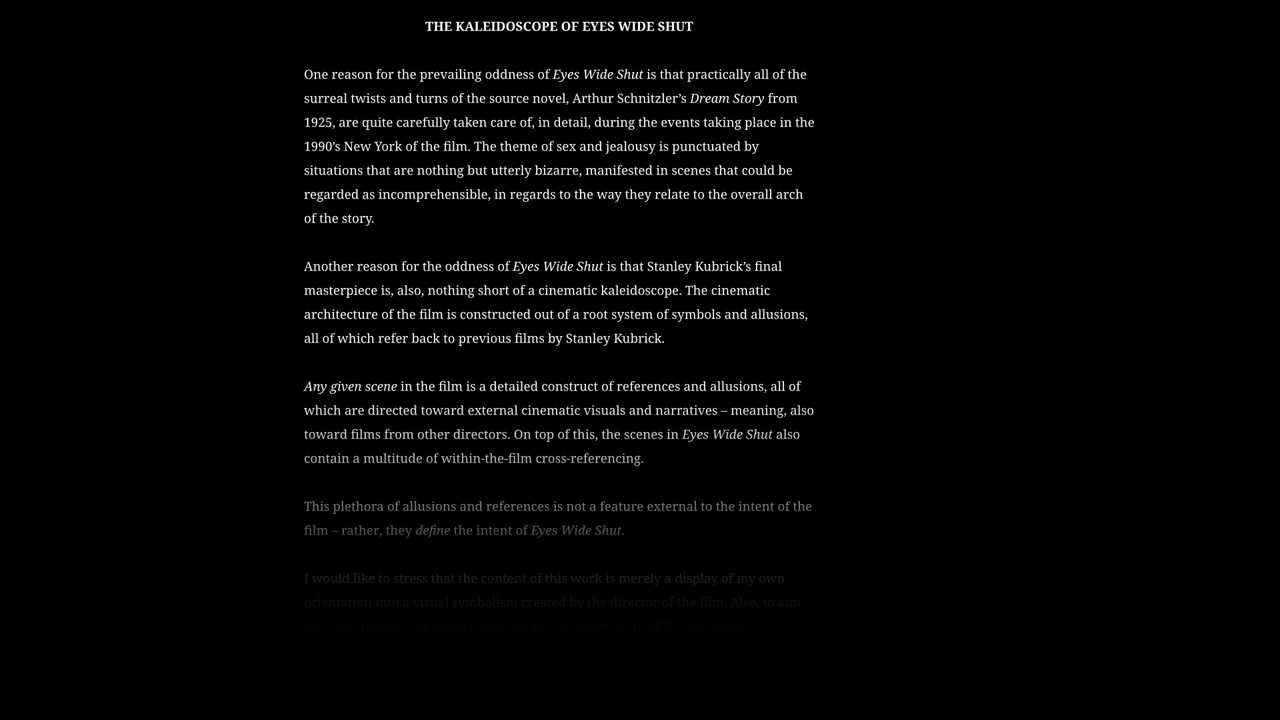 THE KALEIDOSCOPE OF EYES WIDE SHUT
One reason for the prevailing oddness of Eyes Wide Shut is that practically all of the
surreal twists and turns of the source novel, Arthur Schnitzler’s Dream Story from
1925, are quite carefully taken care of, in detail, during the events taking place in the
1990’s New York of the film. The theme of sex and jealousy is punctuated by
situations that are nothing but utterly bizarre, manifested in scenes that could be
regarded as incomprehensible, in regards to the way they relate to the overall arch
of the story.
Another reason for the oddness of Eyes Wide Shut is that Stanley Kubrick’s final
masterpiece is, also, nothing short of a cinematic kaleidoscope. The cinematic
architecture of the film is constructed out of a root system of symbols and allusions,
all of which refer back to previous films by Stanley Kubrick.
Any given scene in the film is a detailed construct of references and allusions, all of
which are directed toward external cinematic visuals and narratives – meaning, also
toward films from other directors. On top of this, the scenes in Eyes Wide Shut also
contain a multitude of within-the-film cross-referencing.
This plethora of allusions and references is not a feature external to the intent of the
film – rather, they define the intent of Eyes Wide Shut.
I would like to stress that the content of this work is merely a display of my own
orientation into a visual symbolism created by the director of the film. Also, to aim